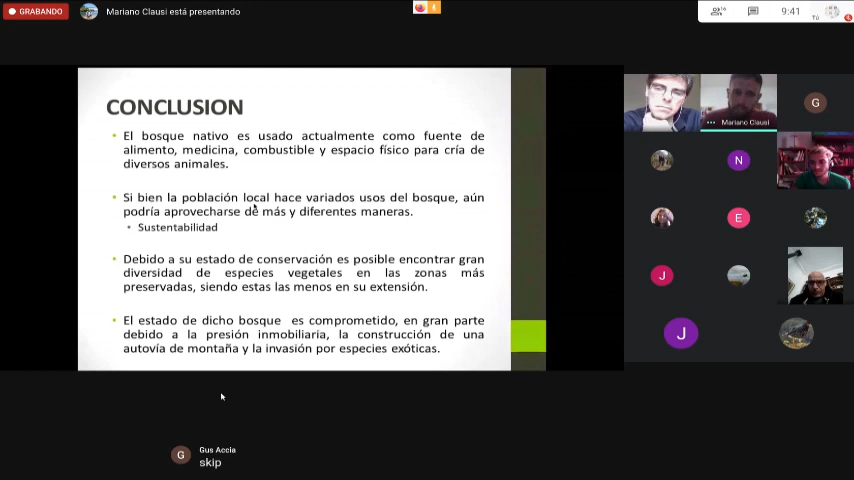 GRABANDO
Mariano Clausi está presentando
16
9:41
Tú
CONCLUSION
• El bosque nativo es usado actualmente como fuente de
alimento, medicina, combustible y espacio físico para cría de
diversos animales.
• Si bien la población local hace variados usos del bosque, aún
podría aprovecharse de más y diferentes maneras.
• Sustentabilidad
• Debido a su estado de conservación es posible encontrar gran
diversidad de especies vegetales en las zonas más
preservadas, siendo estas las menos en su extensión.
• El estado de dicho bosque es comprometido, en gran parte
debido a la presión inmobiliaria, la construcción de una
autovía de montaña y la invasión por especies exóticas.
Mariano Clausi
G
N
E
J
J
G
Gus Accia
skip